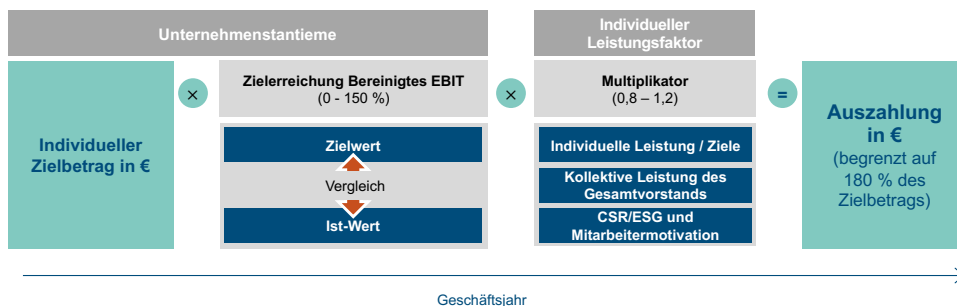 Unternehmenstantieme
Individueller
Leistungsfaktor
Individueller
Zielbetrag in €
×
Zielerreichung Bereinigtes EBIT
(0 - 150 %)
Zielwert
Vergleich
Ist-Wert
×
Multiplikator
(0,8 – 1,2)
Individuelle Leistung / Ziele
Kollektive Leistung des
Gesamtvorstands
CSR/ESG und
Mitarbeitermotivation
=
Auszahlung
in €
(begrenzt auf
180 % des
Zielbetrags)
Geschäftsjahr